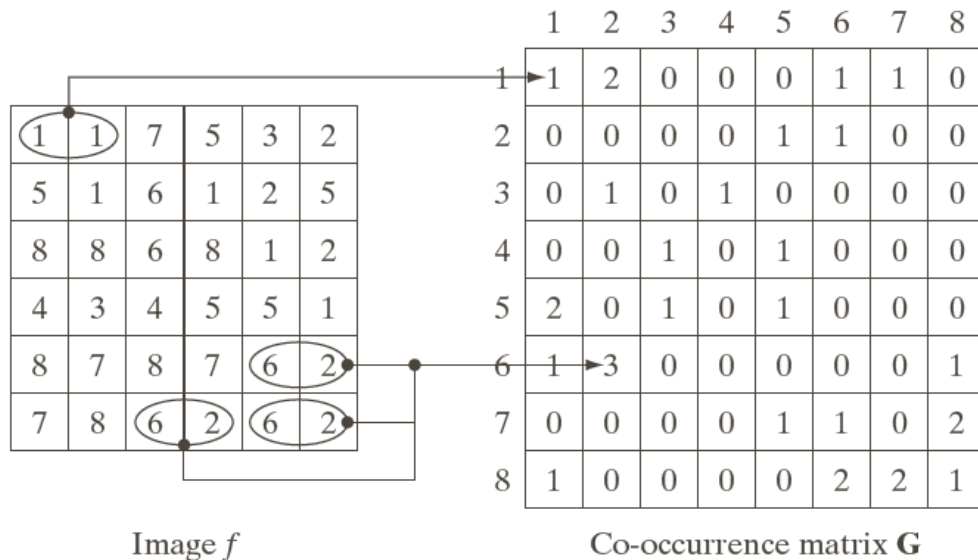 1 2 3 4 5 6 7 8
1 1 2 0 0 0 1 1 0
1 1 7 5 3 2
2 0 0 0 0 1 1 0 0
5 1 6 1 2 5
3 0 1 0 1 0 0 0 0
8 8 6 8 1 2
4 0 0 1 0 1 0 0 0
4 3 4 5 5 1
5 2 0 1 0 1 0 0 0
8 7 8 7 6 2
6 1 3 0 0 0 0 0 1
7 8 6 2 6 2
7 0 0 0 0 1 1 0 2
8 1 0 0 0 0 2 2 1
Image f
Co-occurrence matrix G